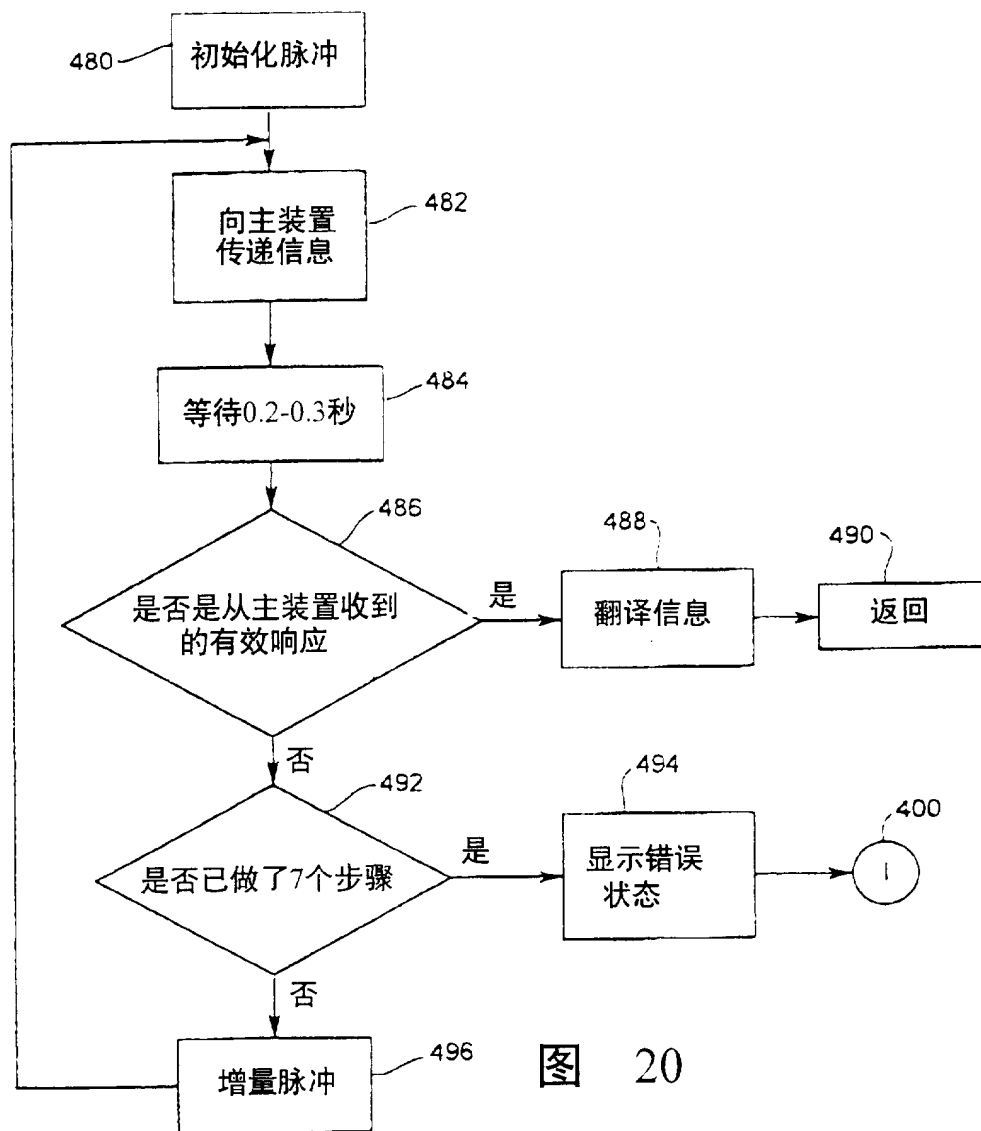 480
初始化脉冲
482
向主装置
传递信息
484
等待0.2-0.3秒
486
是否是从主装置收到
的有效响应
是
488
翻译信息
490
返回
否
492
是否已做了7个步骤
是
494
显示错误
状态
400
1
否
496
增量脉冲
图 20